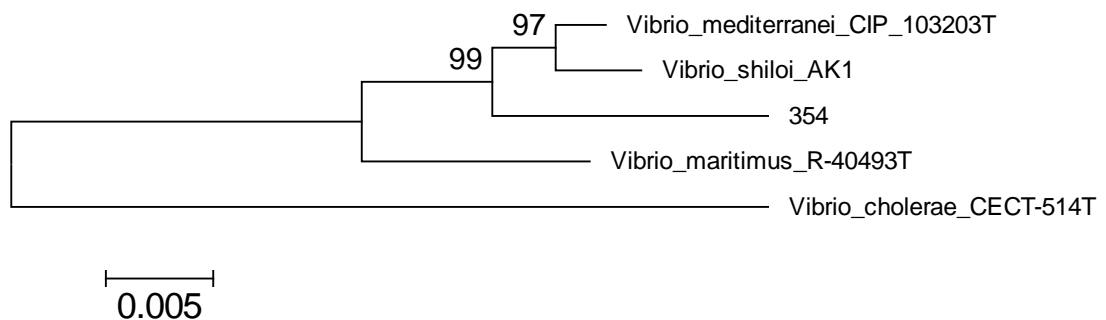 97
Vibrio_mediterranei_CIP_103203T
99
Vibrio_shiloi_AK1
354
Vibrio_maritimus_R-40493T
Vibrio_cholerae_CECT-514T
0.005